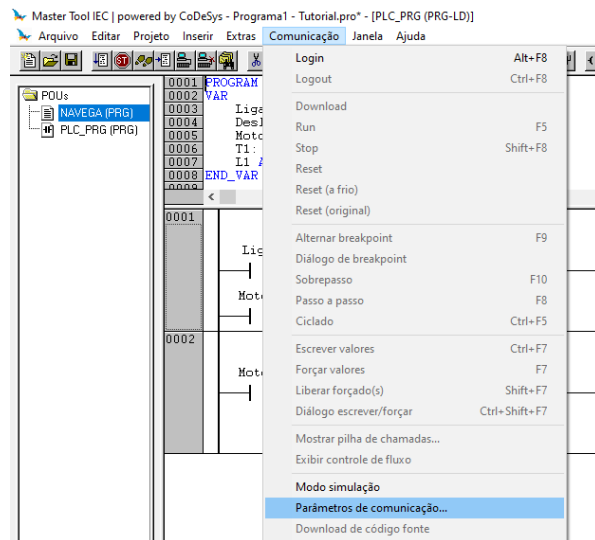 Master Tool IEC | powered by CoDeSys - Programa1 - Tutorial.pro* - [PLC_PRG (PRG-LD)]
Arquivo Editar Projeto Inserir Extras Comunicação Janela Ajuda
POUs
NAVEGA (PRG)
PLC_PRG (PRG)
0001 PROGRAM
0002 VAR
0003 Liga
0004 Desl
0005 Moto
0006 T1:
0007 L1 A
0008 END_VAR
0009
0001
Lig
Moto
0002
Moto
Login Alt+F8
Logout Ctrl+F8
Download
Run F5
Stop Shift+F8
Reset
Reset (a frio)
Reset (original)
Alternar breakpoint F9
Diálogo de breakpoint
Sobrepasso F10
Passo a passo F8
Ciclado Ctrl+F5
Escrever valores Ctrl+F7
Forçar valores F7
Liberar forçado(s) Shift+F7
Diálogo escrever/forçar Ctrl+Shift+F7
Mostrar pilha de chamadas...
Exibir controle de fluxo
Modo simulação
Parâmetros de comunicação...
Download de código fonte